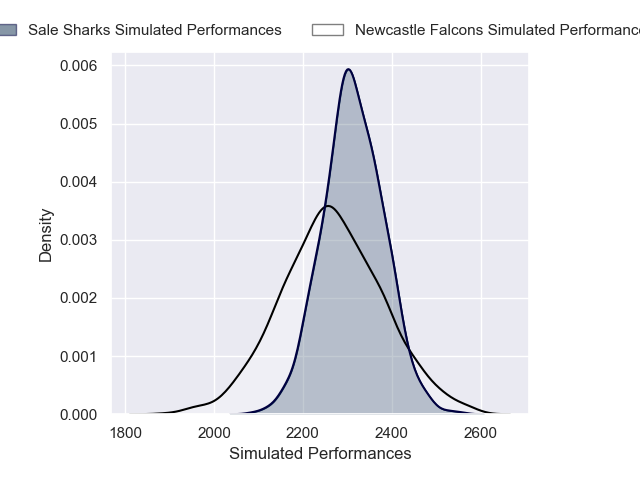 Sale Sharks Simulated Performances Newcastle Falcons Simulated Performance
0.006
0.005
0.004
0.003
0.002
0.001
0.000
Density
1800 2000 2200 2400 2600
Simulated Performances